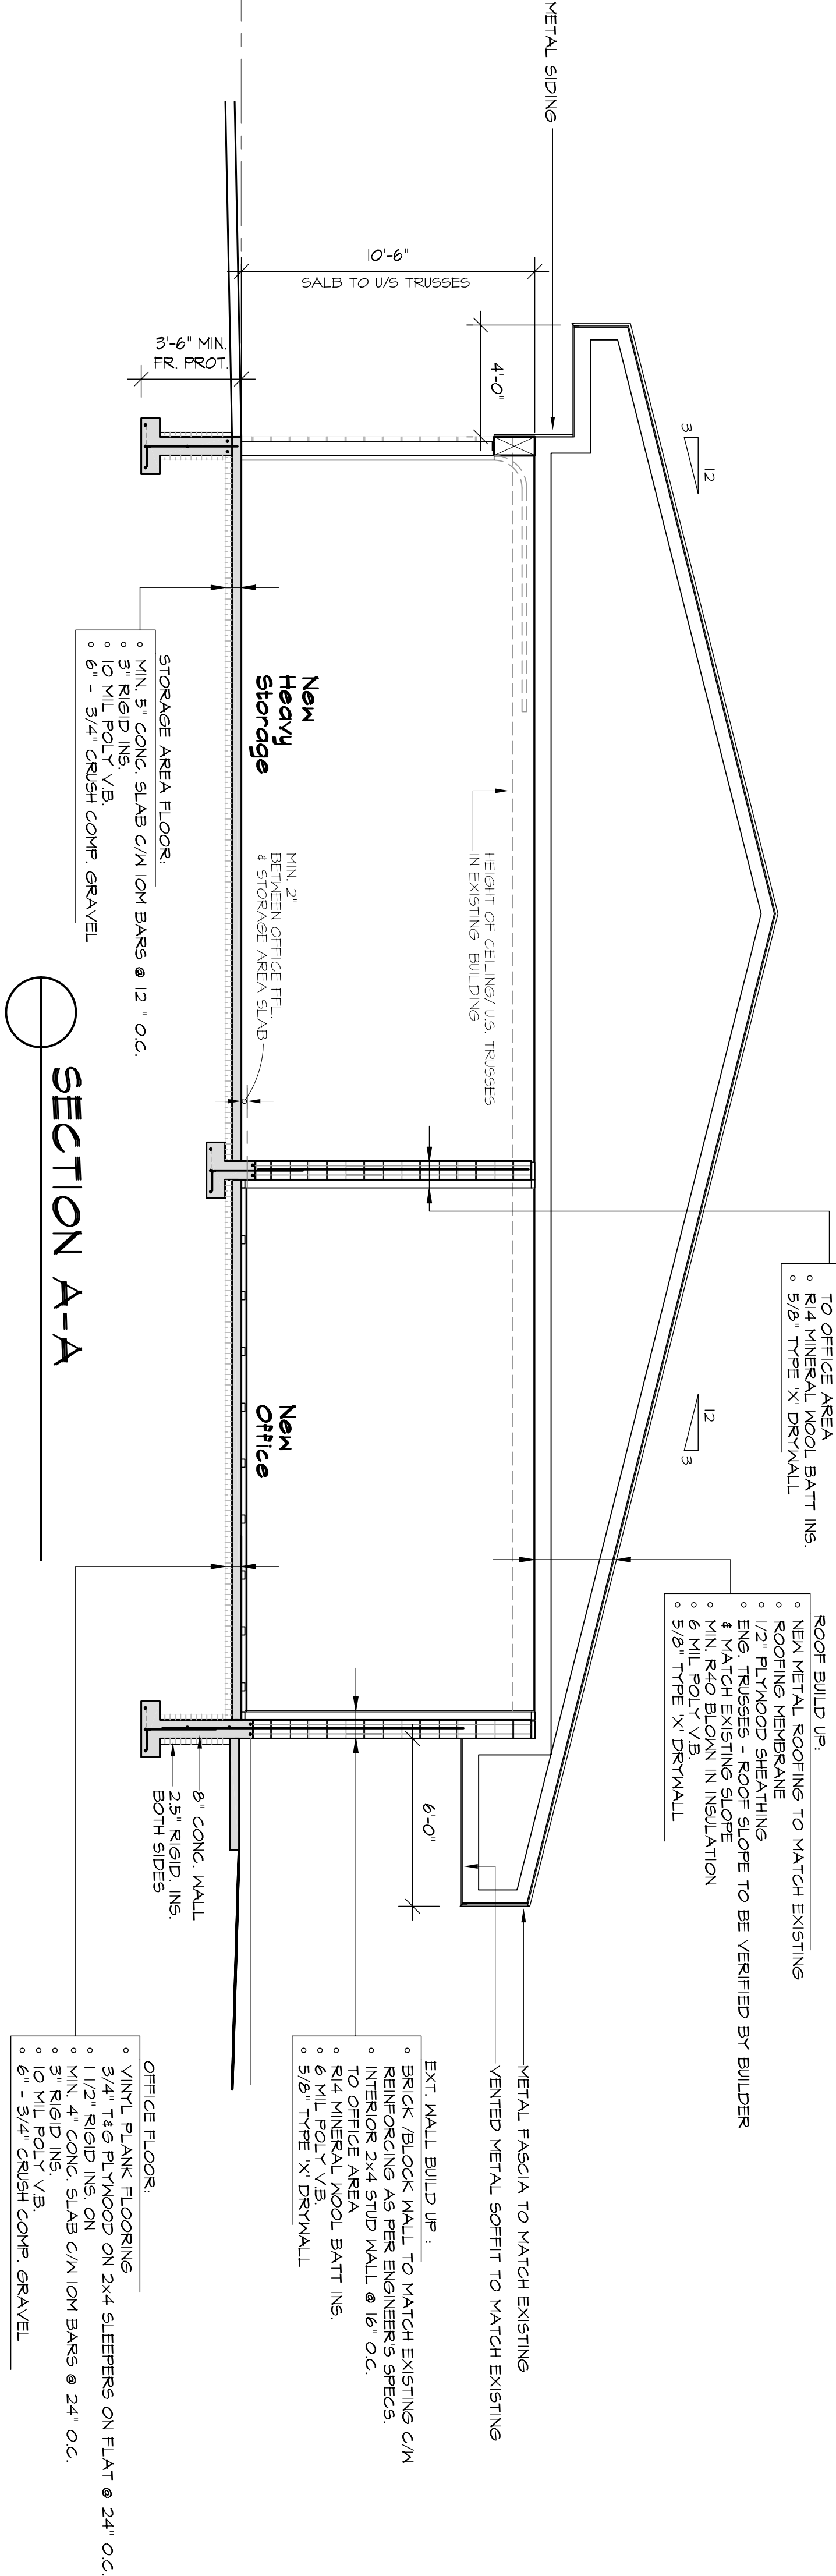 METAL SIDING
TO OFFICE AREA
R14 MINERAL WOOL BATT INS.
5/8" TYPE 'X' DRYWALL
ROOF BUILD UP:
NEW METAL ROOFING TO MATCH EXISTING
ROOFING MEMBRANE
1/2" PLYWOOD SHEATHING
ENG. TRUSSES - ROOF SLOPE TO BE VERIFIED BY BUILDER
& MATCH EXISTING SLOPE
MIN. R40 BLOWN IN INSULATION
6 MIL POLY V.B.
5/8" TYPE 'X' DRYWALL
3
12
12
3
METAL FASCIA TO MATCH EXISTING
VENTED METAL SOFFIT TO MATCH EXISTING
4'-0"
6'-0"
10'-6"
SALB TO U/S TRUSSES
HEIGHT OF CEILING/ U.S. TRUSSES
IN EXISTING BUILDING
EXT. WALL BUILD UP :
BRICK /BLOCK WALL TO MATCH EXISTING C/W
REINFORCING AS PER ENGINEER'S SPECS.
INTERIOR 2x4 STUD WALL @ 16" O.C.
TO OFFICE AREA
R14 MINERAL WOOL BATT INS.
6 MIL POLY V.B.
5/8" TYPE 'X' DRYWALL
New
Heavy
Storage
MIN. 2"
BETWEEN OFFICE FFL.
& STORAGE AREA SLAB
New
Office
3'-6" MIN.
FR. PROT.
8" CONC. WALL
2.5" RIGID. INS.
BOTH SIDES
STORAGE AREA FLOOR:
MIN. 5" CONC. SLAB C/W 10M BARS @ 12 " O.C.
3" RIGID INS.
10 MIL POLY V.B.
6" - 3/4" CRUSH COMP. GRAVEL
OFFICE FLOOR:
VINYL PLANK FLOORING
3/4" T&G PLYWOOD ON 2x4 SLEEPERS ON FLAT @ 24" O.C.
1 1/2" RIGID INS. ON
MIN. 4" CONC. SLAB C/W 10M BARS @ 24" O.C.
3" RIGID INS.
10 MIL POLY V.B.
6" - 3/4" CRUSH COMP. GRAVEL
SECTION A-A